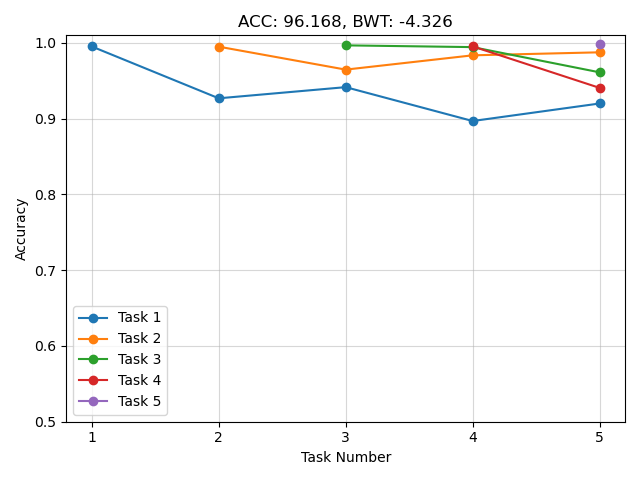 ACC: 96.168, BWT: -4.326
1.0
0.9
0.8
0.7
0.6
0.5
Accuracy
Task 1
Task 2
Task 3
Task 4
Task 5
1 2 3 4 5
Task Number